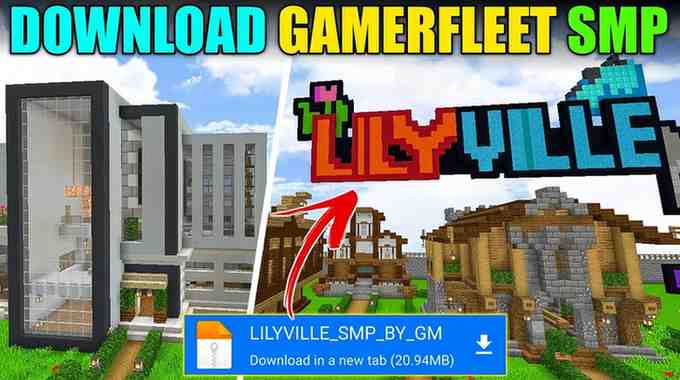 DOWNLOAD GAMERFLEET SMP
LILYVILLE
LILYVILLE_SMP_BY_GM
Download in a new tab (20.94MB)